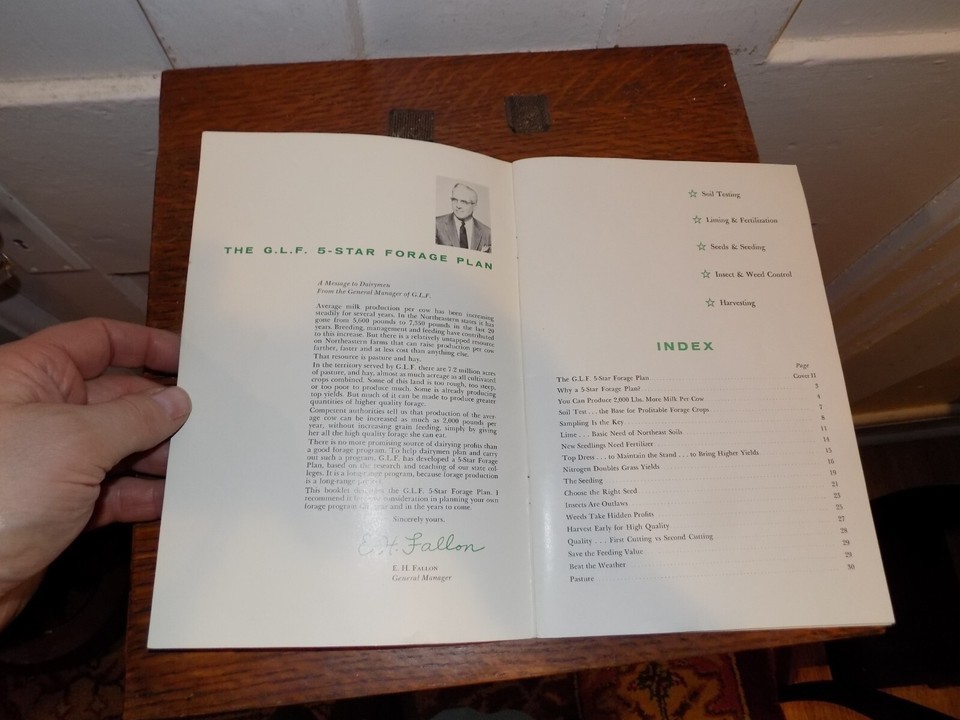 THE G.L.F. 5-STAR FORAGE PLAN
A Message to Dairymen
From the General Manager of G.L.F.
Average milk production per cow has been increasing
steadily for several years. In the Northeastern states it has
gone from 5,600 pounds to 7,350 pounds in the last 20
years. Breeding, management and feeding have contributed
to this increase. But there is a relatively untapped resource
on Northeastern farms that can raise production per cow
farther, faster and at less cost than anything else.
That resource is pasture and hay.
In the territory served by G.L.F. there are 7.2 million acres
of pasture, and hay, almost as much acreage as all cultivated
crops combined. Some of this land is too rough, too steep,
or too poor to produce much. Some is already producing
top yields. But much of it can be made to produce greater
quantities of higher quality forage.
Competent authorities tell us that production of the aver-
age cow can be increased as much as 2,000 pounds per
year, without increasing grain feeding, simply by giving
her all the high quality forage she can eat.
There is no more promising source of dairying profits than
a good forage program. To help dairymen plan and carry
out such a program, G.L.F. has developed a 5-Star Forage
Plan, based on the research and teaching of our state col-
leges. It is a long range program, because forage production
is a long-range
This booklet the G.L.F. 5-Star Forage Plan. I
recommend it consideration in planning your own
forage program and in the years to come.
Sincerely yours,
E. H. Fallon
E. H. FALLON
General Manager
☆ Soil Testing
☆ Liming & Fertilization
☆ Seeds & Seeding
☆ Insect & Weed Control
☆ Harvesting
INDEX
Page
The G.L.F. 5-Star Forage Plan Cover II
Why a 5-Star Forage Plan? 3
You Can Produce 2,000 Lbs. More Milk Per Cow 4
Soil Test . . . the Base for Profitable Forage Crops 7
Sampling Is the Key 8
Lime . . . Basic Need of Northeast Soils 11
New Seedlings Need Fertilizer 14
Top Dress . . . to Maintain the Stand . . . to Bring Higher Yields 15
Nitrogen Doubles Grass Yields 16
The Seeding 19
Choose the Right Seed 21
Insects Are Outlaws 23
Weeds Take Hidden Profits 25
Harvest Early for High Quality 27
Quality . . . First Cutting vs Second Cutting 28
Save the Feeding Value 29
Beat the Weather 29
Pasture 30